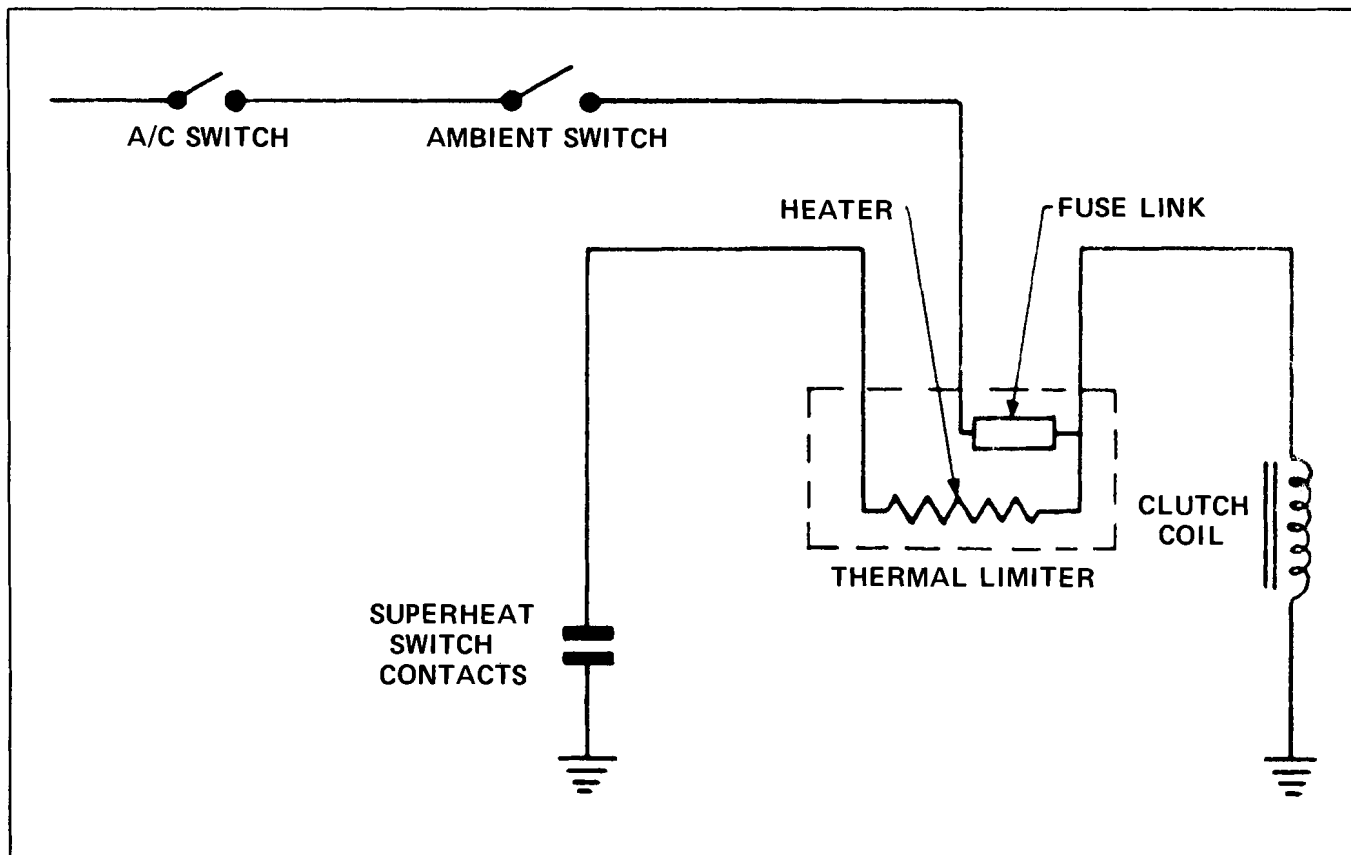 A/C SWITCH
AMBIENT SWITCH
HEATER
FUSE LINK
CLUTCH
COIL
THERMAL LIMITER
SUPERHEAT
SWITCH
CONTACTS